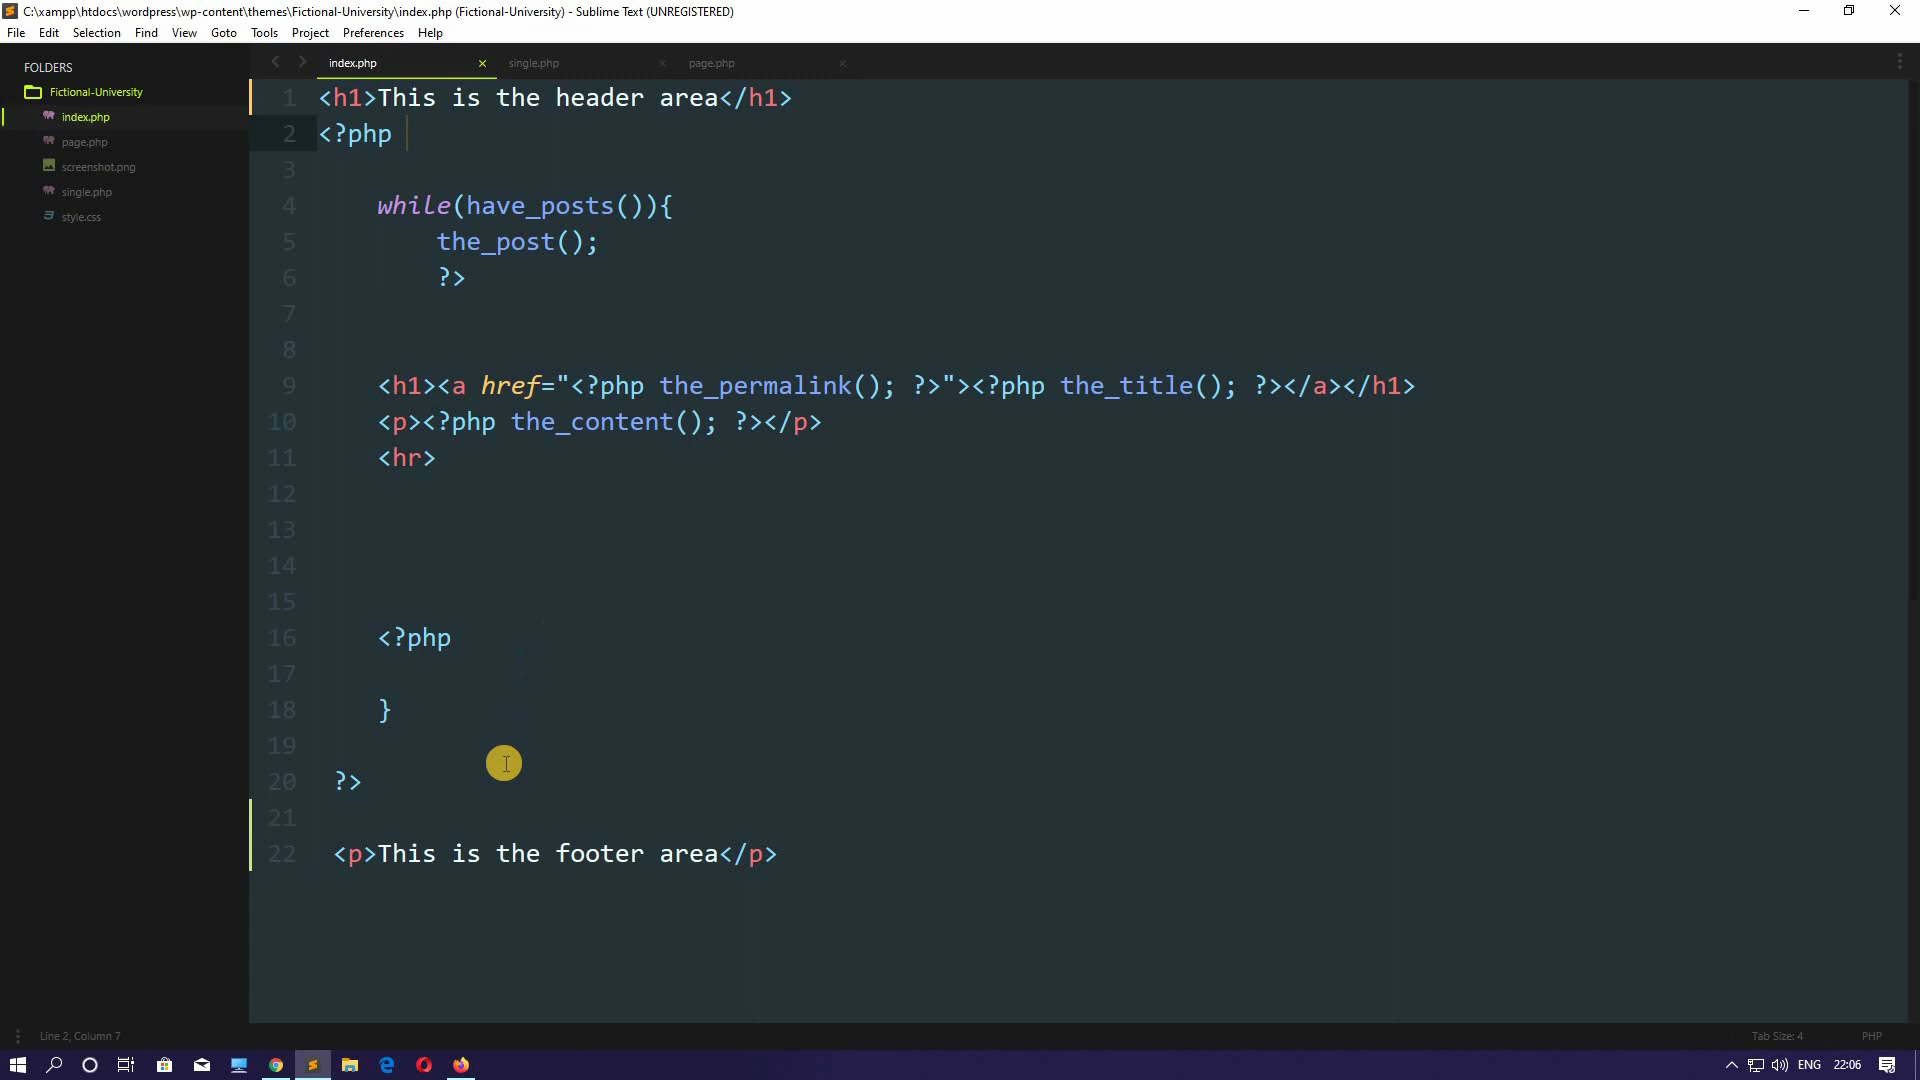 C:\xampp\htdocs\wordpress\wp-content\themes\Fictional-University\index.php (Fictional-University) - Sublime Text (UNREGISTERED)
File Edit Selection Find View Goto Tools Project Preferences Help
FOLDERS
Fictional-University
index.php
page.php
screenshot.png
single.php
style.css
index.php single.php page.php
1 <h1>This is the header area</h1>
2 <?php
3
4 while(have_posts()){
5 the_post();
6 ?>
7
8
9 <h1><a href="<?php the_permalink(); ?>"><?php the_title(); ?></a></h1>
10 <p><?php the_content(); ?></p>
11 <hr>
12
13
14
15
16 <?php
17
18 }
19
20 ?>
21
22 <p>This is the footer area</p>
Line 2, Column 7 Tab Size: 4 PHP
ENG 22:06